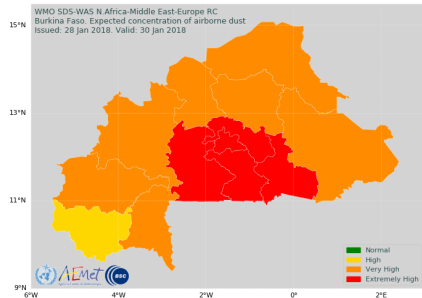 WMO SDS-WAS N.Africa-Middle East-Europe RC
Burkina Faso. Expected concentration of airborne dust
Issued: 28 Jan 2018. Valid: 30 Jan 2018
15°N
13°N
11°N
9°N
6°W
4°W
2°W
0°
2°E
Normal
High
Very High
Extremely High
AEMet
BSC